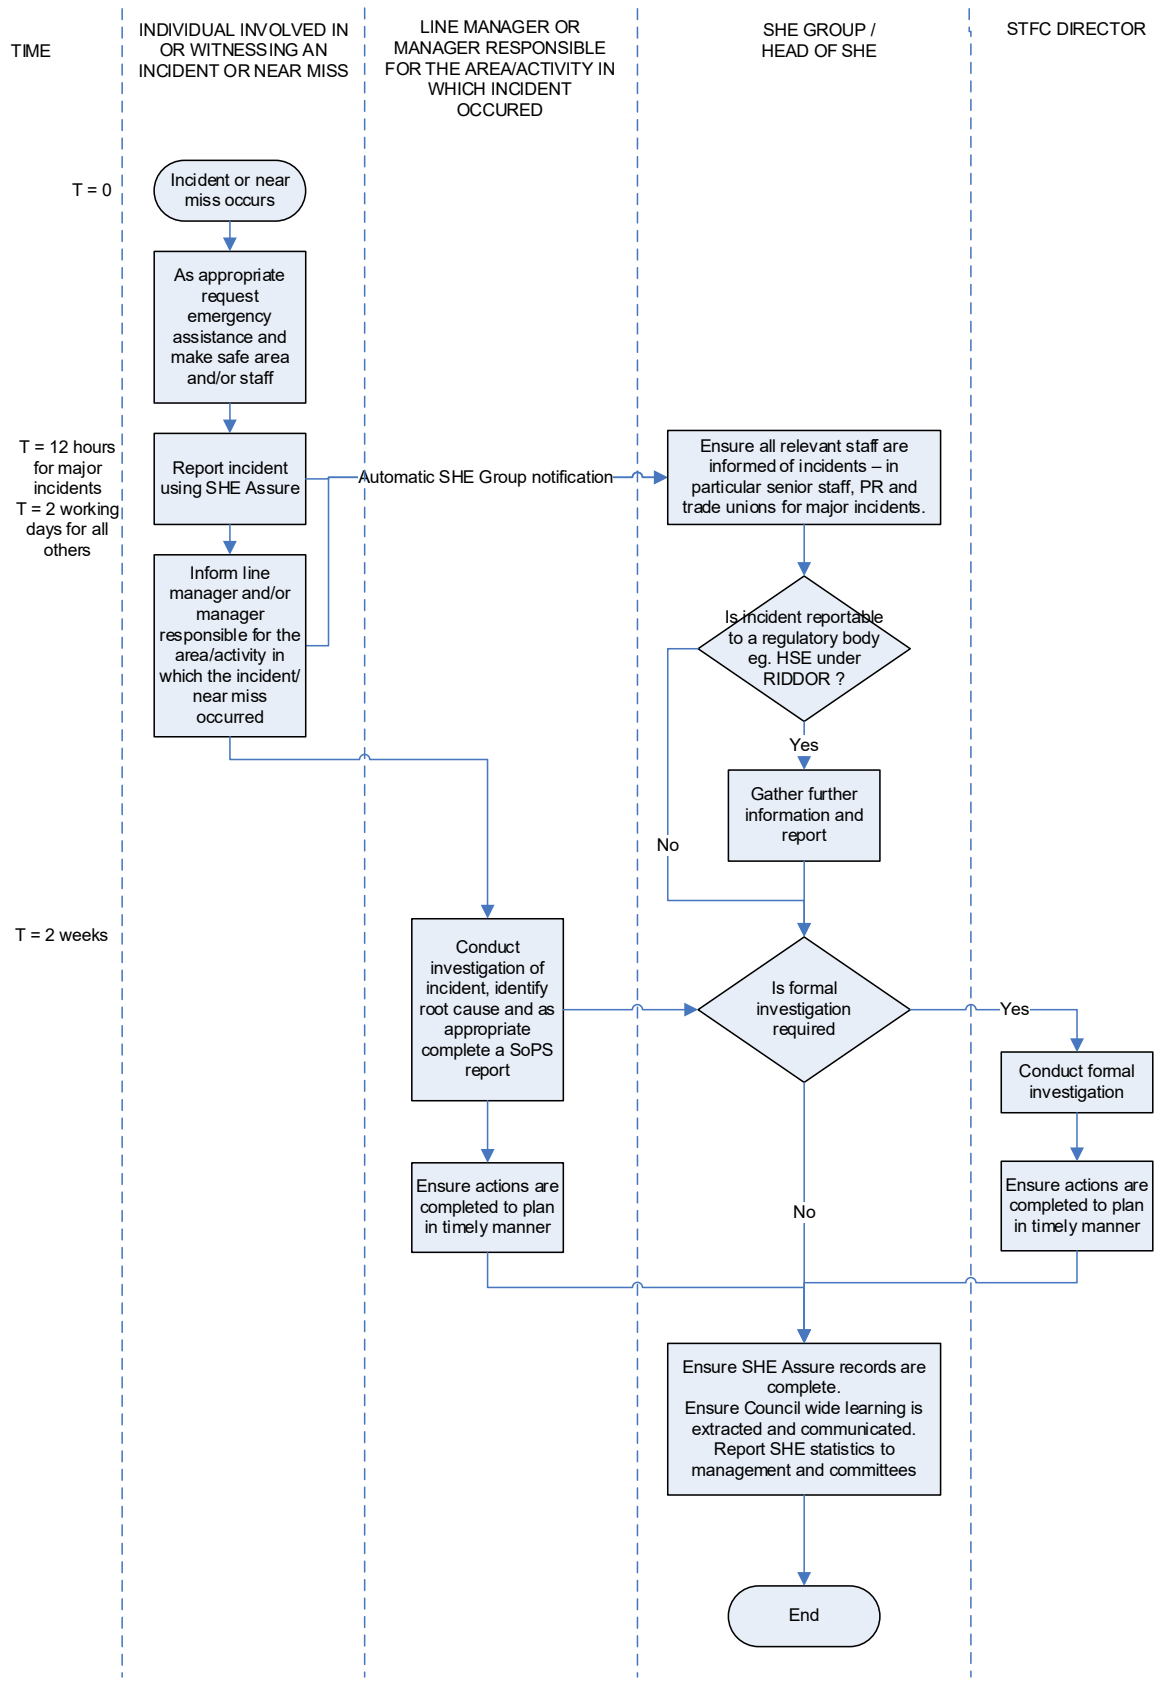 TIME
INDIVIDUAL INVOLVED IN
OR WITNESSING AN
INCIDENT OR NEAR MISS
LINE MANAGER OR
MANAGER RESPONSIBLE
FOR THE AREA/ACTIVITY IN
WHICH INCIDENT
OCCURED
SHE GROUP /
HEAD OF SHE
STFC DIRECTOR
T = 0
Incident or near
miss occurs
As appropriate
request
emergency
assistance and
make safe area
and/or staff
T = 12 hours
for major
incidents
T = 2 working
days for all
others
Report incident
using SHE Assure
Automatic SHE Group notification
Ensure all relevant staff are
informed of incidents – in
particular senior staff, PR and
trade unions for major incidents.
Inform line
manager and/or
manager
responsible for the
area/activity in
which the incident/
near miss
occurred
Is incident reportable
to a regulatory body
eg. HSE under
RIDDOR ?
Yes
Gather further
information and
report
No
T = 2 weeks
Conduct
investigation of
incident, identify
root cause and as
appropriate
complete a SoPS
report
Is formal
investigation
required
Yes
Conduct formal
investigation
Ensure actions are
completed to plan
in timely manner
No
Ensure actions are
completed to plan
in timely manner
Ensure SHE Assure records are
complete.
Ensure Council wide learning is
extracted and communicated.
Report SHE statistics to
management and committees
End